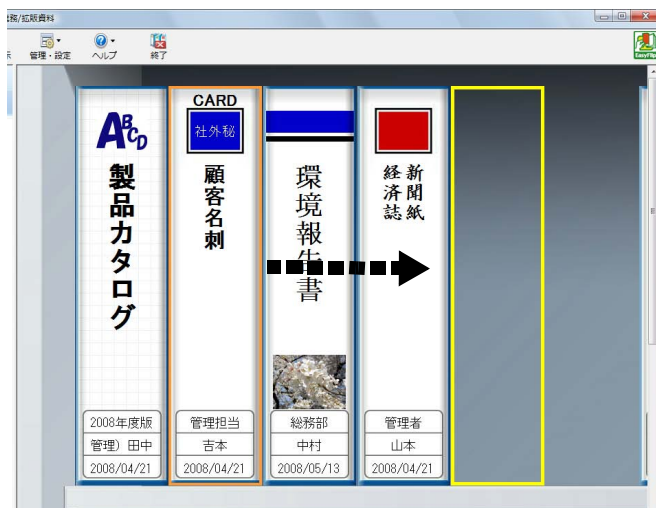 総務/拡販資料
示
管理・設定
ヘルプ
終了
EasyFlip
ABCD
製品カタログ
2008年度版
管理）田中
2008/04/21
CARD
社外秘
顧客名刺
管理担当
吉本
2008/04/21
環境報告書
総務部
中村
2008/05/13
新聞紙
経済誌
管理者
山本
2008/04/21